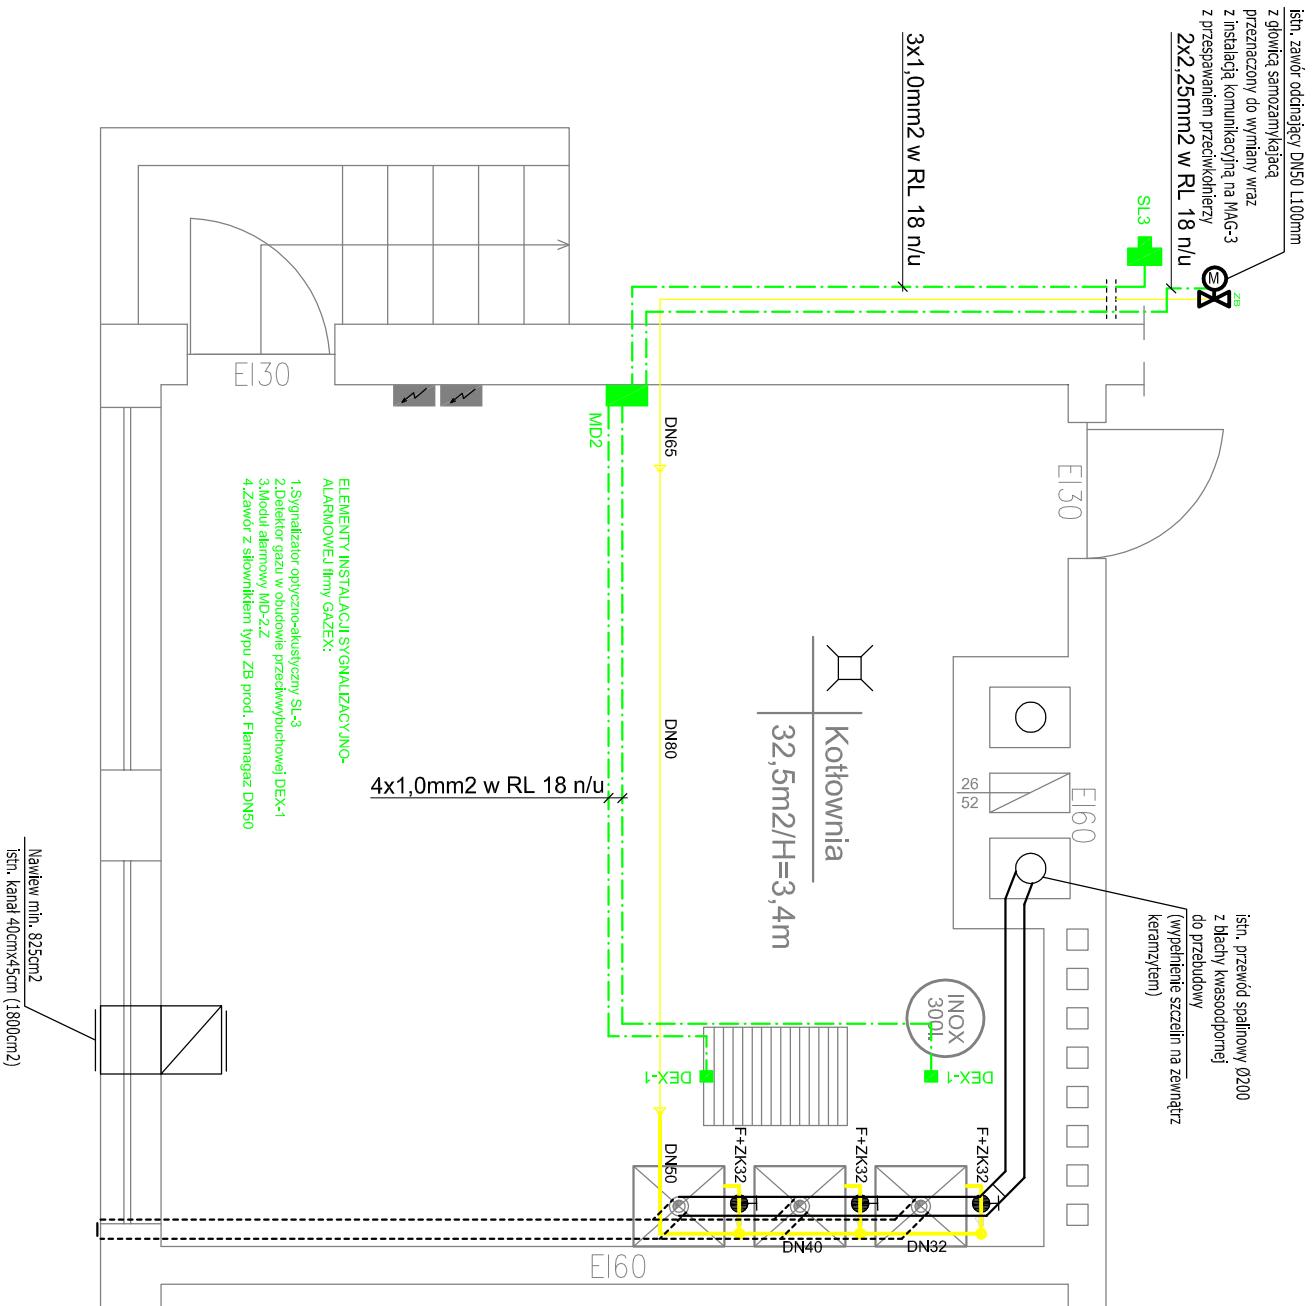 istn. zawór odcinający DN50 L100mm
z głowicą samozamykającą
przeznaczony do wymiany wraz
z instalacją komunikacyjną na MAG-3
z przespawaniem przeciwkołnierzy
2x2,25mm2 w RL 18 n/u
3x1,0mm2 w RL 18 n/u
SL3
M
ZB
EI30
MD2
DN65
EI30
ELEMENTY INSTALACJI SYGNALIZACYJNO-
ALARMOWEJ firmy GAZEX:
1.Sygnalizator optyczno-akustyczny SL-3
2.Detektor gazu w obudowie przeciwwybuchowej DEX-1
3.Moduł alarmowy MD-2.Z
4.Zawór z siłownikiem typu ZB prod. Flamagaz DN50
DN80
Kotłownia
32,5m2/H=3,4m
4x1,0mm2 w RL 18 n/u
26
52
EI60
istn. przewód spalinowy Ø200
z blachy kwasoodpornej
do przebudowy
(wypełnienie szczelin na zewnątrz
keramzytem)
Nawiew min. 825cm2
istn. kanał 40cmx45cm (1800cm2)
INOX
300L
DEX-1
DEX-1
DN50
F+ZK32
F+ZK32
F+ZK32
DN40
DN32
EI60